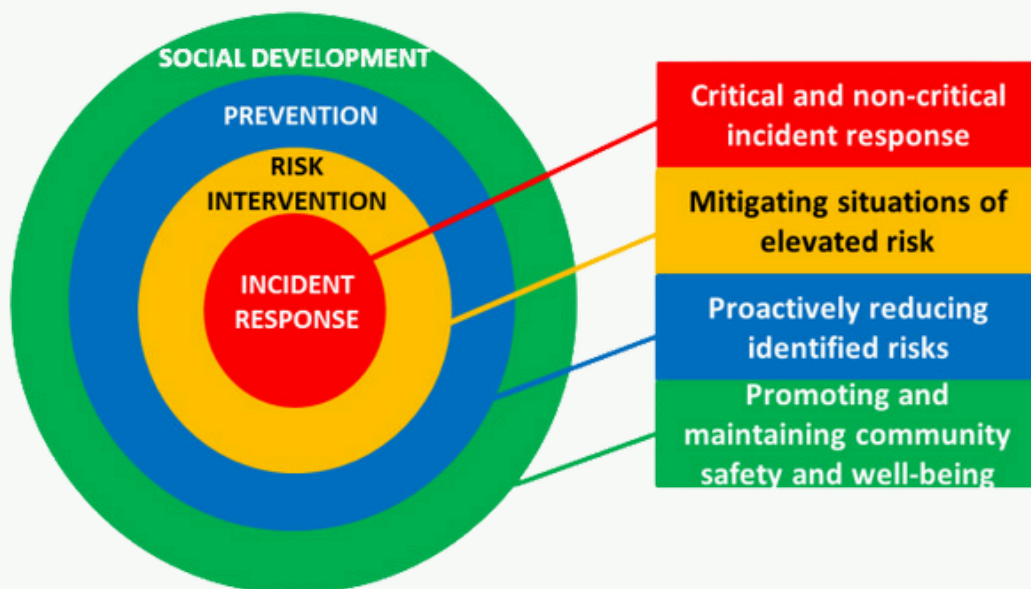 SOCIAL DEVELOPMENT
PREVENTION
RISK
INTERVENTION
INCIDENT
RESPONSE
Critical and non-critical
incident response
Mitigating situations of
elevated risk
Proactively reducing
identified risks
Promoting and
maintaining community
safety and well-being